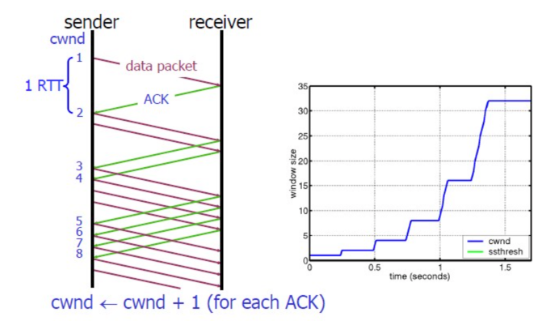 sender receiver
cwnd
1
data packet
1 RTT
ACK
2
3
4
5
6
7
8
cwnd ← cwnd + 1 (for each ACK)
35
30
25
20
15
10
5
0
window size
0 0.5 1 1.5
time (seconds)
cwnd
ssthresh